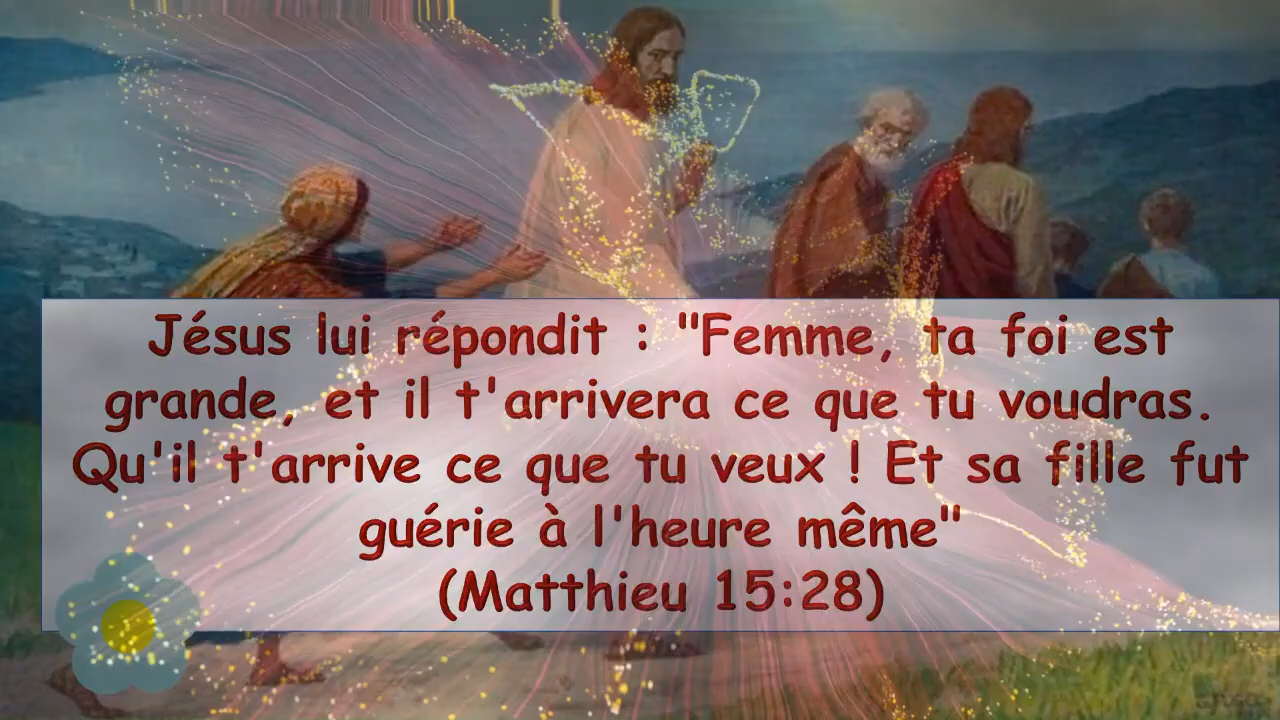 Jésus lui répondit : "Femme, ta foi est
grande, et il t'arrivera ce que tu voudras.
Qu'il t'arrive ce que tu veux ! Et sa fille fut
guérie à l'heure même"
(Matthieu 15:28)